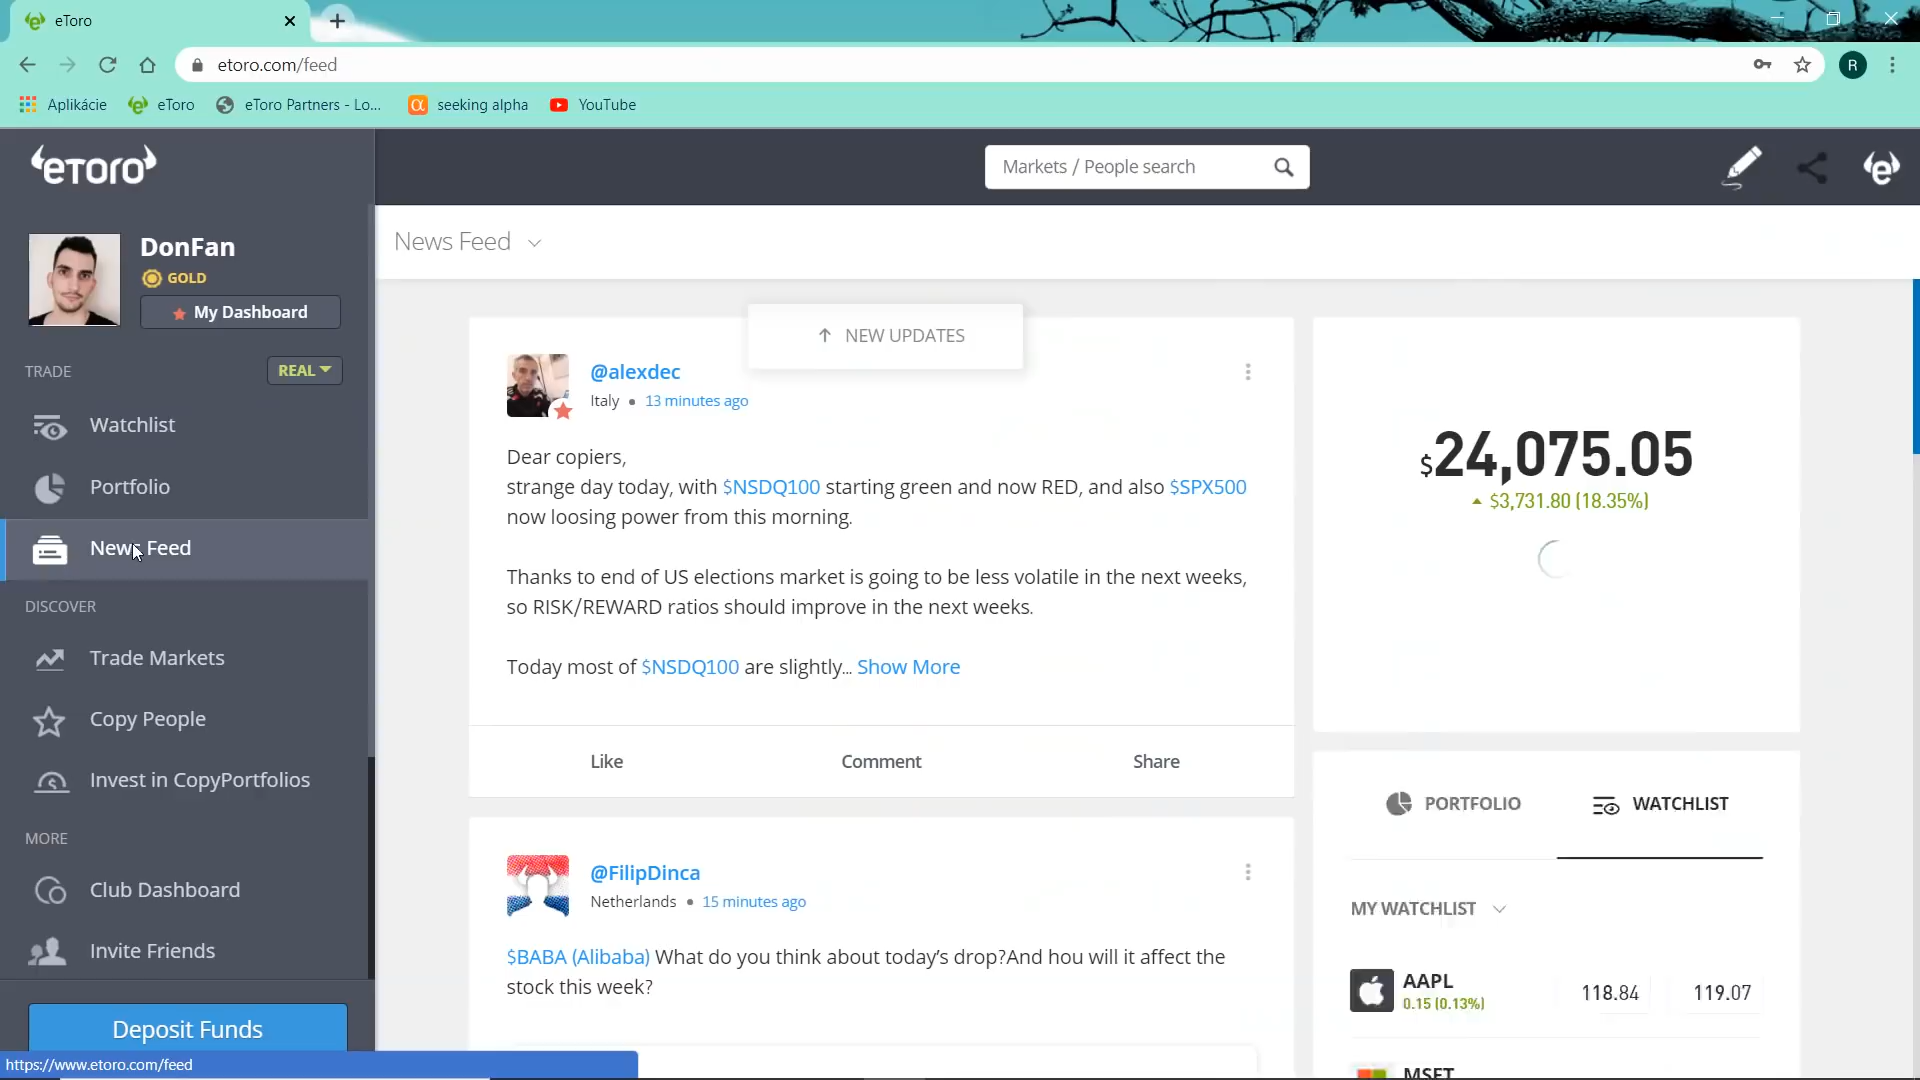 eToro
etoro.com/feed
R
Aplikácie
eToro
eToro Partners - Lo...
seeking alpha
YouTube
eToro
Markets / People search
DonFan
GOLD
My Dashboard
TRADE
REAL
Watchlist
Portfolio
News Feed
DISCOVER
Trade Markets
Copy People
Invest in CopyPortfolios
MORE
Club Dashboard
Invite Friends
Deposit Funds
https://www.etoro.com/feed
News Feed
NEW UPDATES
@alexdec
Italy • 13 minutes ago
Dear copiers,
strange day today, with $NSDQ100 starting green and now RED, and also $SPX500
now loosing power from this morning.
Thanks to end of US elections market is going to be less volatile in the next weeks,
so RISK/REWARD ratios should improve in the next weeks.
Today most of $NSDQ100 are slightly... Show More
Like
Comment
Share
@FilipDinca
Netherlands • 15 minutes ago
$BABA (Alibaba) What do you think about today's drop?And hou will it affect the
stock this week?
$24,075.05
$3,731.80 (18.35%)
PORTFOLIO
WATCHLIST
MY WATCHLIST
AAPL
0.15 (0.13%)
118.84
119.07
MSFT